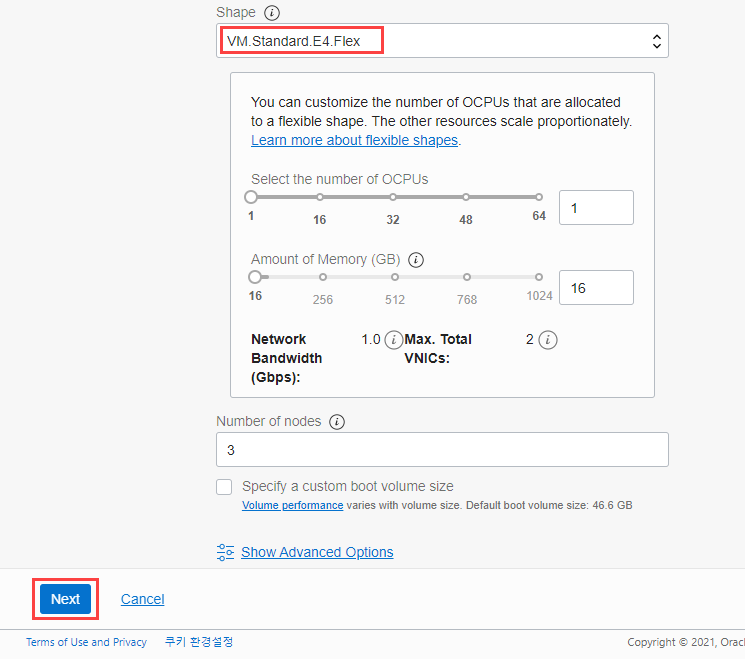 Shape
VM.Standard.E4.Flex
You can customize the number of OCPUs that are allocated
to a flexible shape. The other resources scale proportionately.
Learn more about flexible shapes.
Select the number of OCPUs
1
1 16 32 48 64
Amount of Memory (GB)
16
16 256 512 768 1024
Network Bandwidth (Gbps): 1.0 Max. Total VNICs: 2
Number of nodes
3
Specify a custom boot volume size
Volume performance varies with volume size. Default boot volume size: 46.6 GB
Show Advanced Options
Next Cancel
Terms of Use and Privacy 쿠키 환경설정 Copyright © 2021, Orac